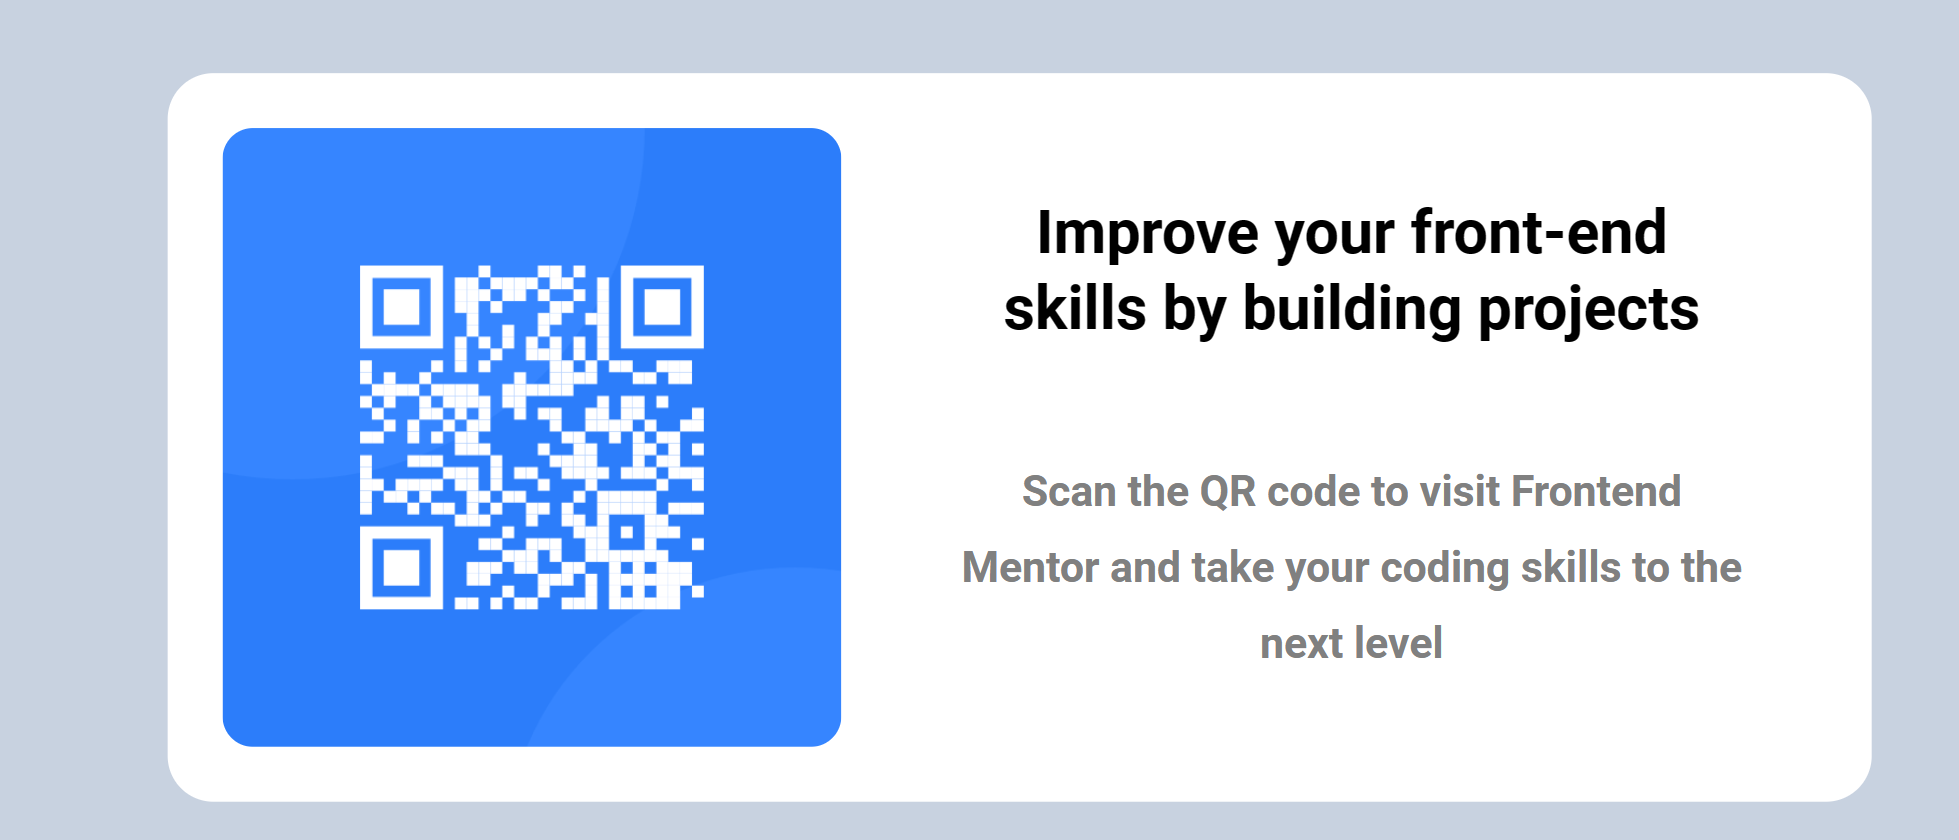 Improve your front-end
skills by building projects
Scan the QR code to visit Frontend
Mentor and take your coding skills to the
next level